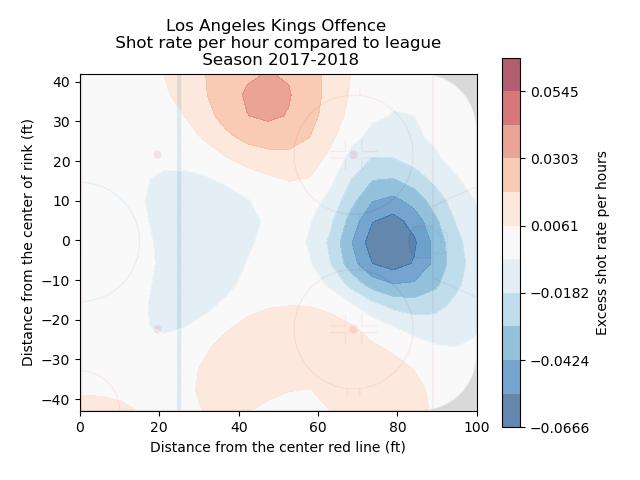 Los Angeles Kings Offence
Shot rate per hour compared to league
Season 2017-2018
40
30
20
10
0
−10
−20
−30
−40
Distance from the center of rink (ft)
0 20 40 60 80 100
Distance from the center red line (ft)
0.0545
0.0303
0.0061
−0.0182
−0.0424
−0.0666
Excess shot rate per hours